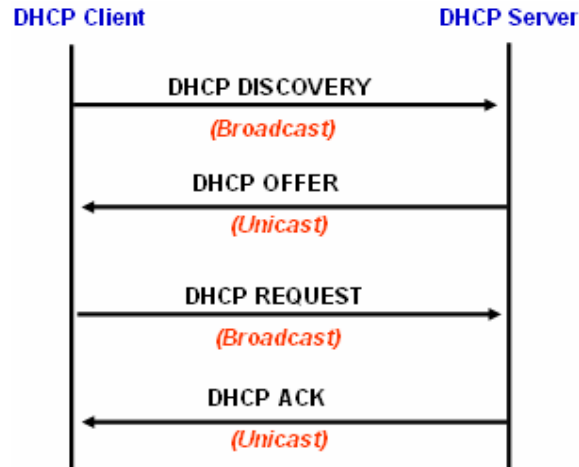 DHCP Client DHCP Server
DHCP DISCOVERY
(Broadcast)
DHCP OFFER
(Unicast)
DHCP REQUEST
(Broadcast)
DHCP ACK
(Unicast)